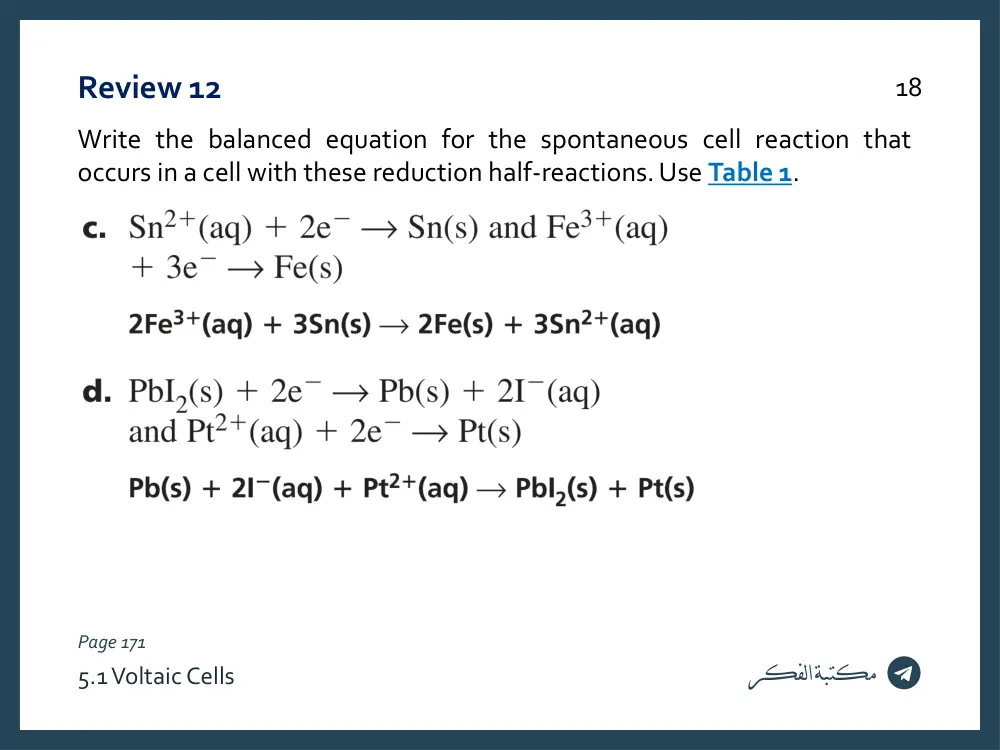 Review 12
18
Write the balanced equation for the spontaneous cell reaction that
occurs in a cell with these reduction half-reactions. Use Table 1.
c. Sn²⁺(aq) + 2e⁻ → Sn(s) and Fe³⁺(aq)
+ 3e⁻ → Fe(s)
2Fe³⁺(aq) + 3Sn(s) → 2Fe(s) + 3Sn²⁺(aq)
d. PbI₂(s) + 2e⁻ → Pb(s) + 2I⁻(aq)
and Pt²⁺(aq) + 2e⁻ → Pt(s)
Pb(s) + 2I⁻(aq) + Pt²⁺(aq) → PbI₂(s) + Pt(s)
Page 171
5.1 Voltaic Cells
مكتبة الفكر